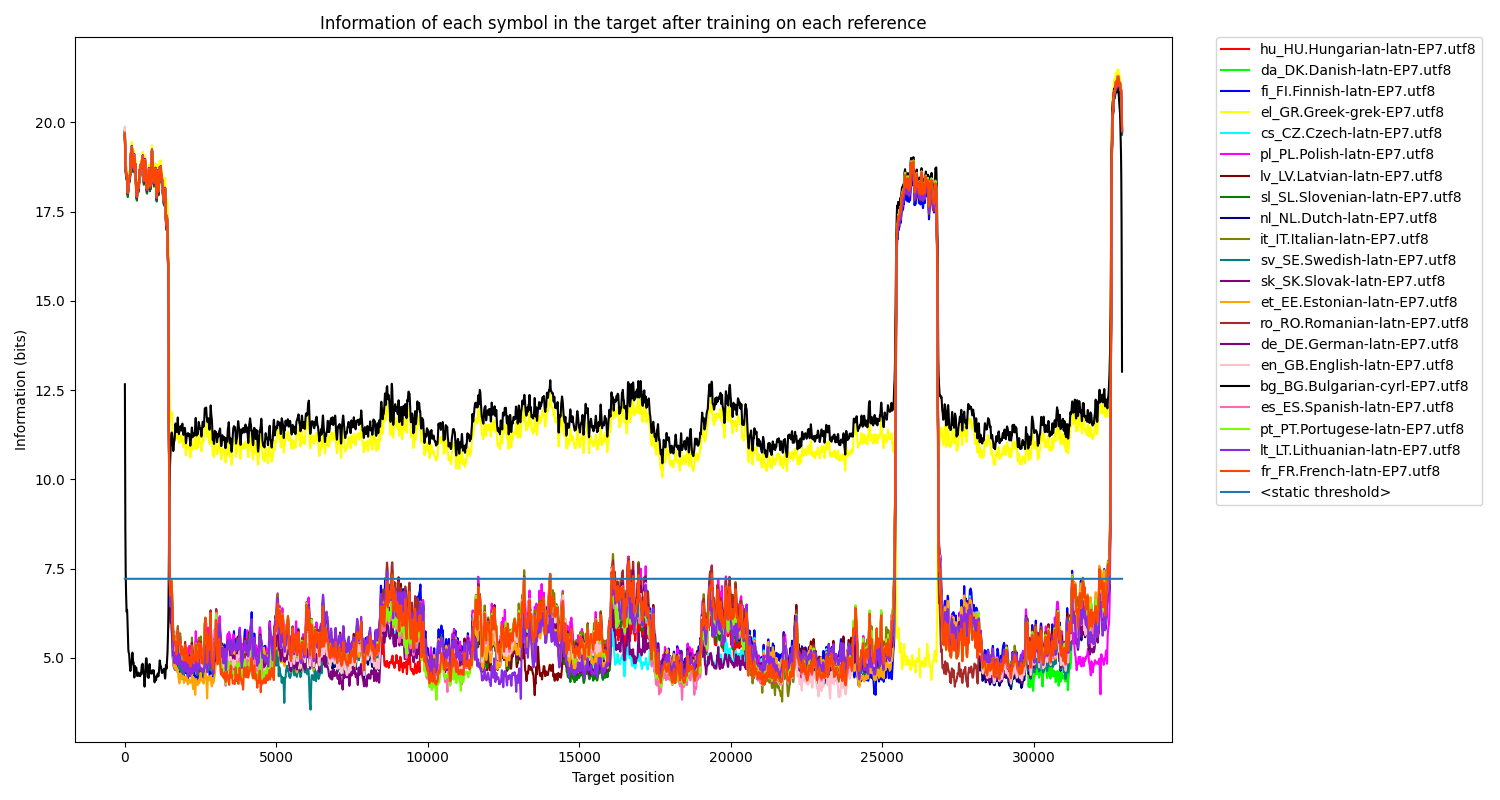 Information of each symbol in the target after training on each reference
Information (bits)
20.0
17.5
15.0
12.5
10.0
7.5
5.0
0
5000
10000
15000
20000
25000
30000
Target position
hu_HU.Hungarian-latn-EP7.utf8
da_DK.Danish-latn-EP7.utf8
fi_FI.Finnish-latn-EP7.utf8
el_GR.Greek-grek-EP7.utf8
cs_CZ.Czech-latn-EP7.utf8
pl_PL.Polish-latn-EP7.utf8
lv_LV.Latvian-latn-EP7.utf8
sl_SL.Slovenian-latn-EP7.utf8
nl_NL.Dutch-latn-EP7.utf8
it_IT.Italian-latn-EP7.utf8
sv_SE.Swedish-latn-EP7.utf8
sk_SK.Slovak-latn-EP7.utf8
et_EE.Estonian-latn-EP7.utf8
ro_RO.Romanian-latn-EP7.utf8
de_DE.German-latn-EP7.utf8
en_GB.English-latn-EP7.utf8
bg_BG.Bulgarian-cyrl-EP7.utf8
es_ES.Spanish-latn-EP7.utf8
pt_PT.Portugese-latn-EP7.utf8
lt_LT.Lithuanian-latn-EP7.utf8
fr_FR.French-latn-EP7.utf8
&lt;static threshold&gt;